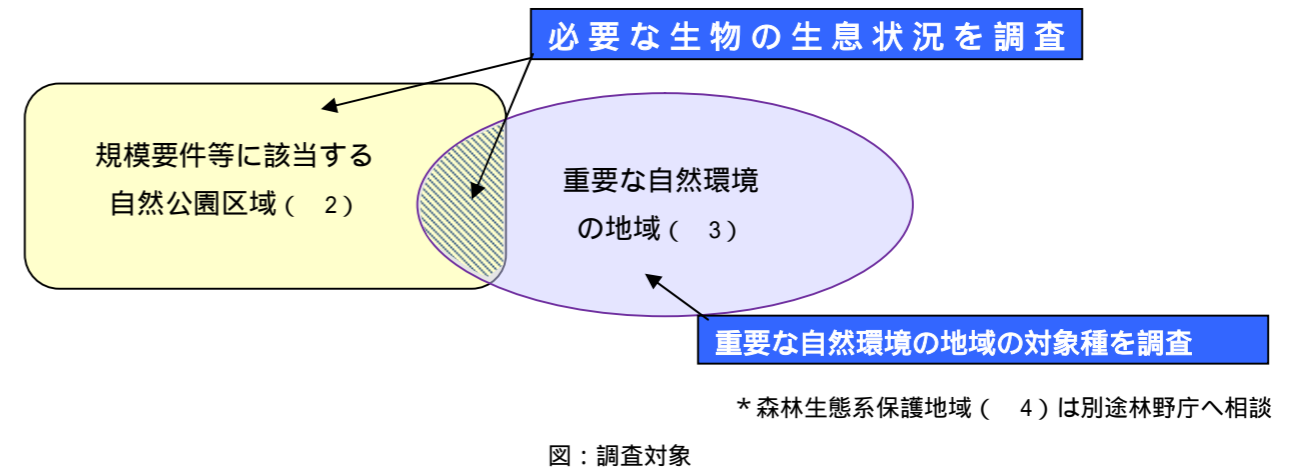 必要な生物の生息状況を調査
規模要件等に該当する
自然公園区域( 2)
重要な自然環境
の地域( 3)
重要な自然環境の地域の対象種を調査
*森林生態系保護地域( 4)は別途林野庁へ相談
図:調査対象